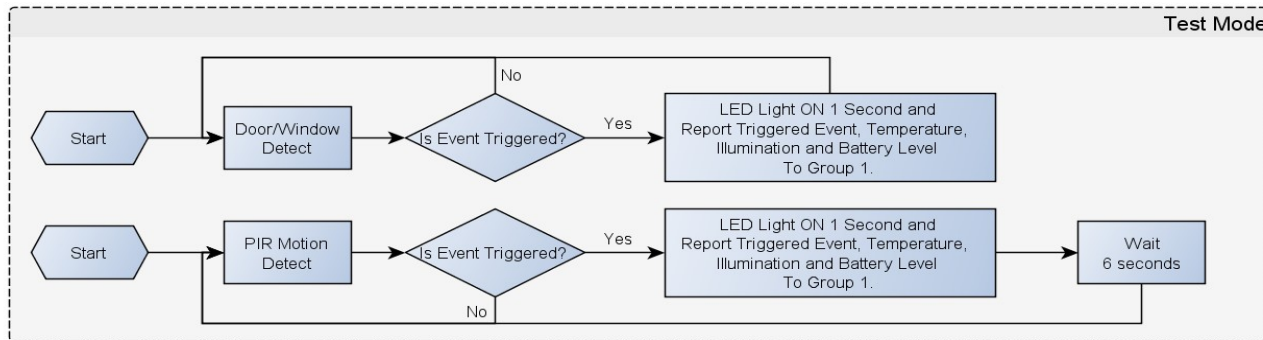 Test Mode
No
Start
Door/Window
Detect
Is Event Triggered?
Yes
LED Light ON 1 Second and
Report Triggered Event, Temperature,
Illumination and Battery Level
To Group 1.
Start
PIR Motion
Detect
Is Event Triggered?
Yes
LED Light ON 1 Second and
Report Triggered Event, Temperature,
Illumination and Battery Level
To Group 1.
Wait
6 seconds
No